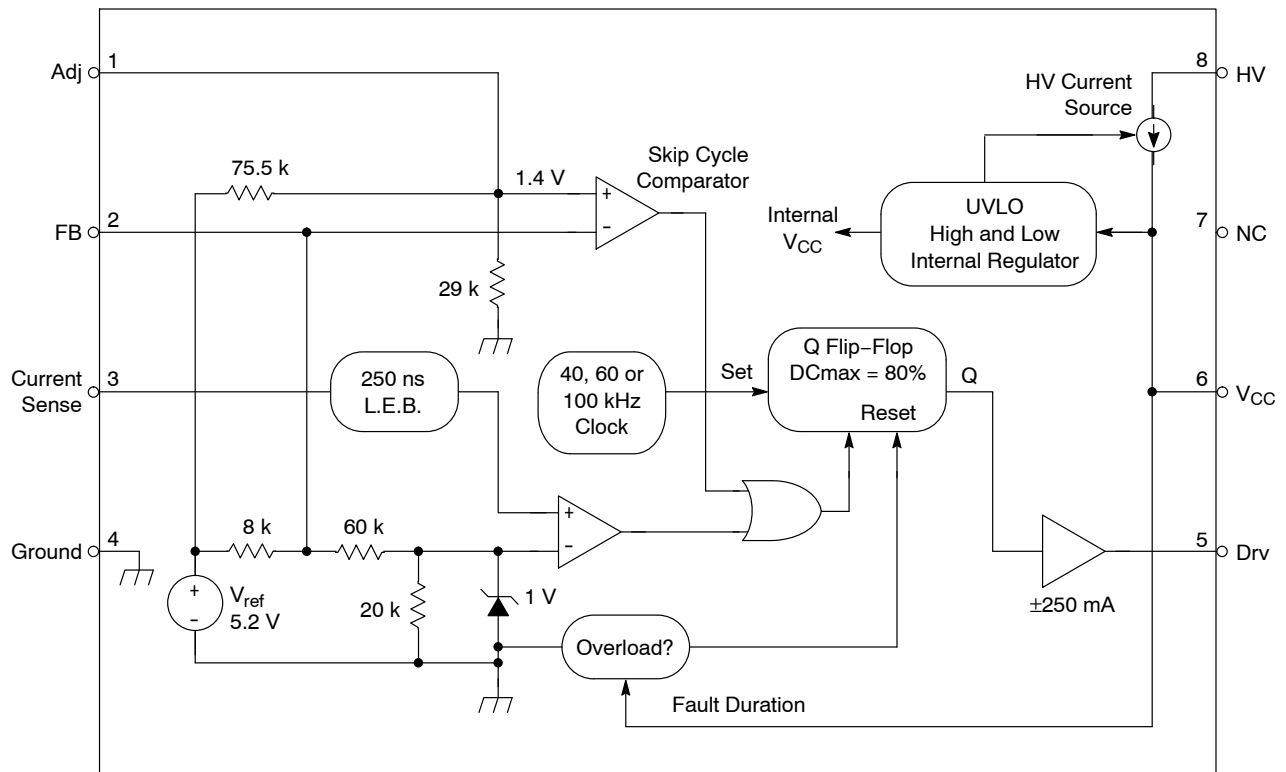 Adj
1
8
HV
HV Current
Source
75.5 k
1.4 V
Skip Cycle
Comparator
+
-
FB
2
Internal
VCC
UVLO
High and Low
Internal Regulator
7
NC
29 k
Current
Sense
3
250 ns
L.E.B.
40, 60 or
100 kHz
Clock
Set
Q Flip−Flop
DCmax = 80%
Reset
Q
6
VCC
Ground
4
8 k
60 k
+
-
5
Drv
+
-
Vref
5.2 V
20 k
1 V
±250 mA
Overload?
Fault Duration